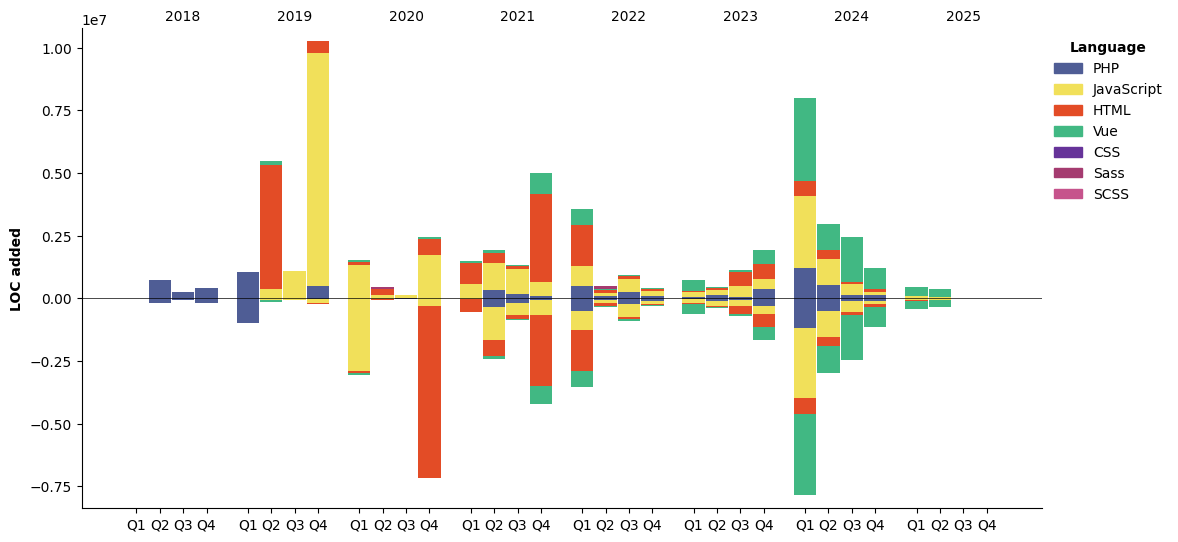 1e7
2018 2019 2020 2021 2022 2023 2024 2025
1.00
0.75
0.50
0.25
0.00
−0.25
−0.50
−0.75
LOC added
Q1 Q2 Q3 Q4 Q1 Q2 Q3 Q4 Q1 Q2 Q3 Q4 Q1 Q2 Q3 Q4 Q1 Q2 Q3 Q4 Q1 Q2 Q3 Q4 Q1 Q2 Q3 Q4 Q1 Q2 Q3 Q4
Language
PHP
JavaScript
HTML
Vue
CSS
Sass
SCSS